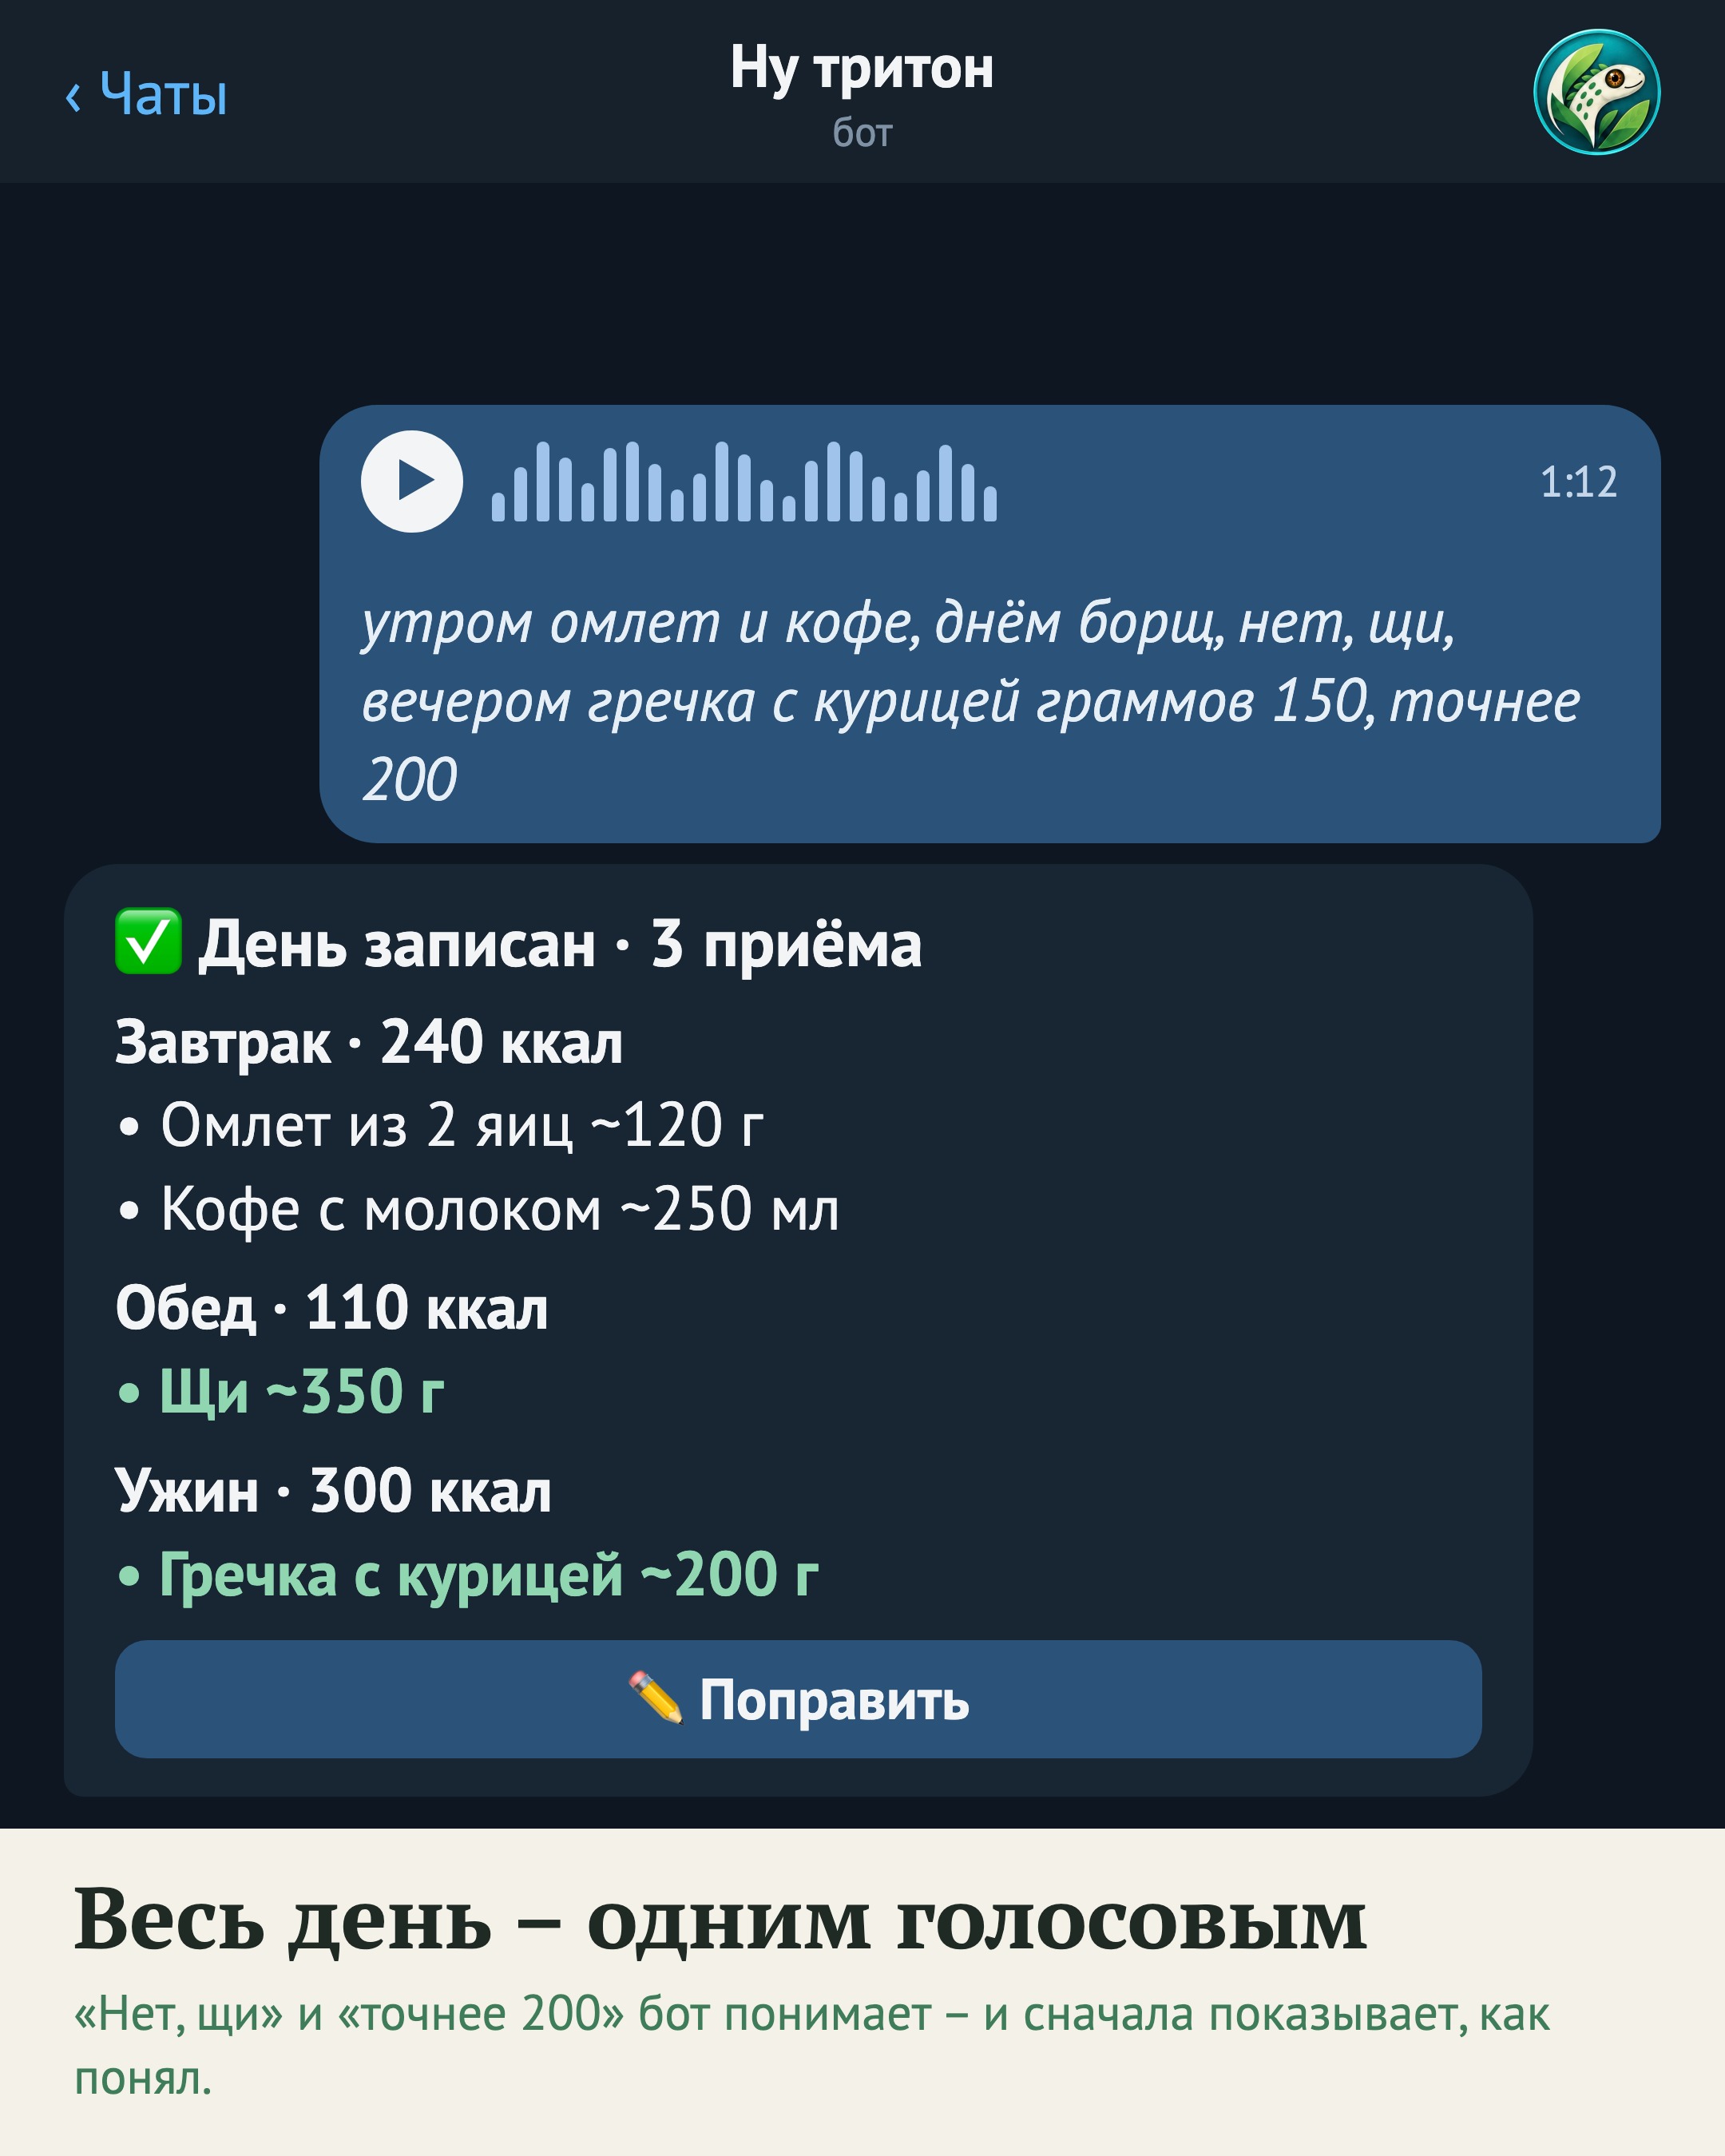 ‹ Чаты
Ну тритон
бот
1:12
утром омлет и кофе, днём борщ, нет, щи,
вечером гречка с курицей граммов 150, точнее
200
✅ День записан · 3 приёма
Завтрак · 240 ккал
• Омлет из 2 яиц ~120 г
• Кофе с молоком ~250 мл
Обед · 110 ккал
• Щи ~350 г
Ужин · 300 ккал
• Гречка с курицей ~200 г
✏️ Поправить
Весь день – одним голосовым
«Нет, щи» и «точнее 200» бот понимает – и сначала показывает, как
понял.